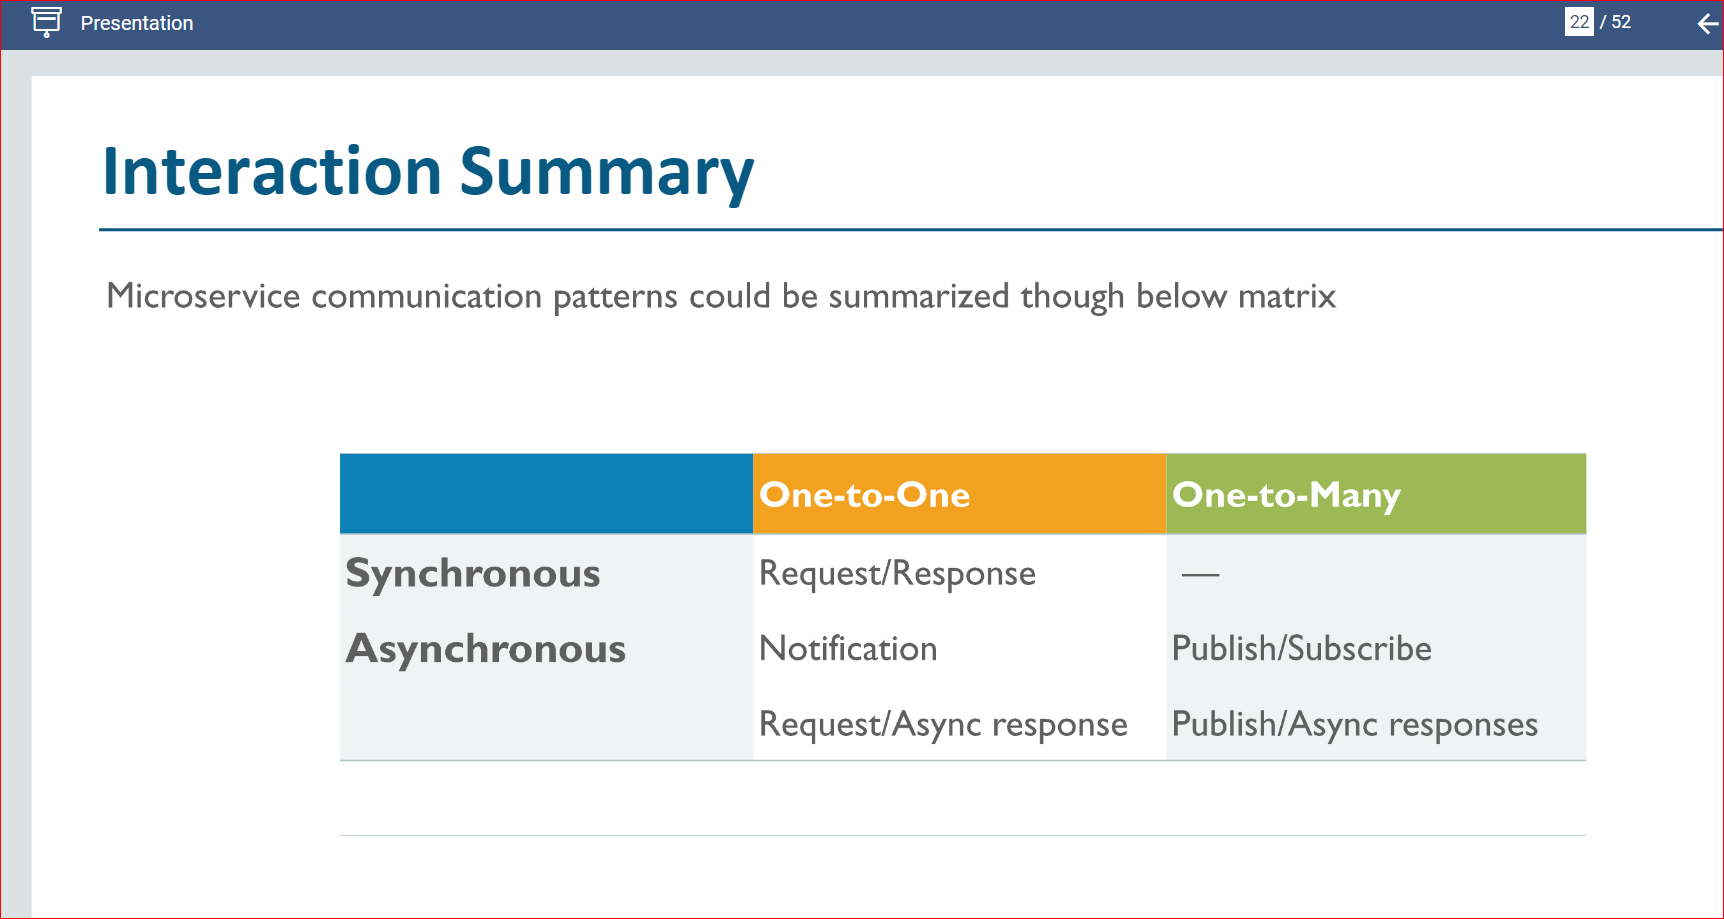 Presentation
22 / 52
Interaction Summary
Microservice communication patterns could be summarized though below matrix
One-to-One One-to-Many
Synchronous Request/Response —
Asynchronous Notification Publish/Subscribe
Request/Async response Publish/Async responses